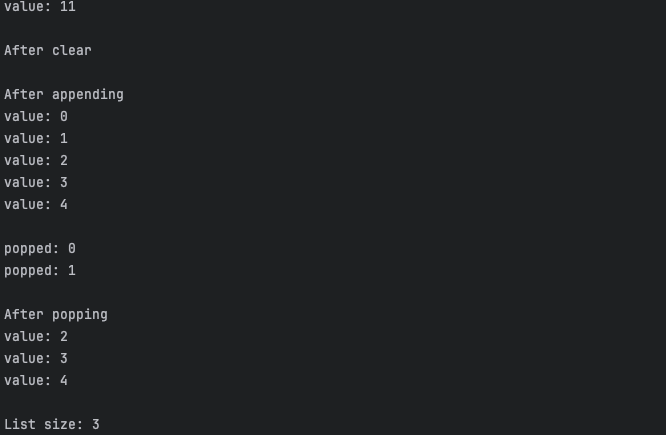 value: 11
After clear
After appending
value: 0
value: 1
value: 2
value: 3
value: 4
popped: 0
popped: 1
After popping
value: 2
value: 3
value: 4
List size: 3